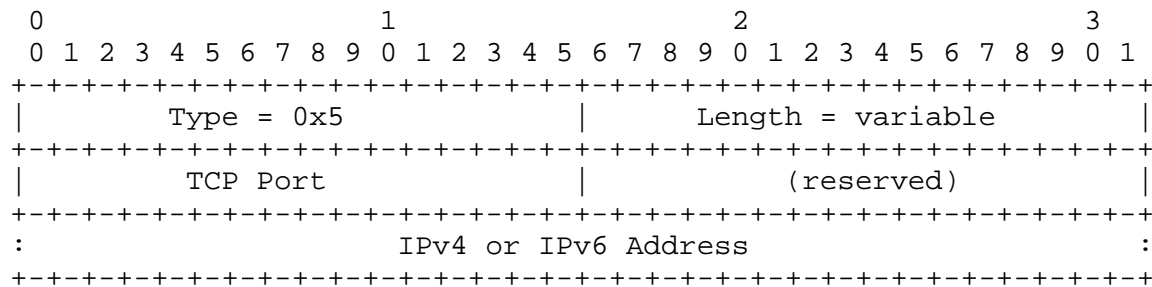 0                   1                   2                   3
 0 1 2 3 4 5 6 7 8 9 0 1 2 3 4 5 6 7 8 9 0 1 2 3 4 5 6 7 8 9 0 1
+-+-+-+-+-+-+-+-+-+-+-+-+-+-+-+-+-+-+-+-+-+-+-+-+-+-+-+-+-+-+-+-+
|        Type = 0x5             |      Length = variable        |
+-+-+-+-+-+-+-+-+-+-+-+-+-+-+-+-+-+-+-+-+-+-+-+-+-+-+-+-+-+-+-+-+
|         TCP Port              |           (reserved)          |
+-+-+-+-+-+-+-+-+-+-+-+-+-+-+-+-+-+-+-+-+-+-+-+-+-+-+-+-+-+-+-+-+
:                     IPv4 or IPv6 Address                      :
+-+-+-+-+-+-+-+-+-+-+-+-+-+-+-+-+-+-+-+-+-+-+-+-+-+-+-+-+-+-+-+-+